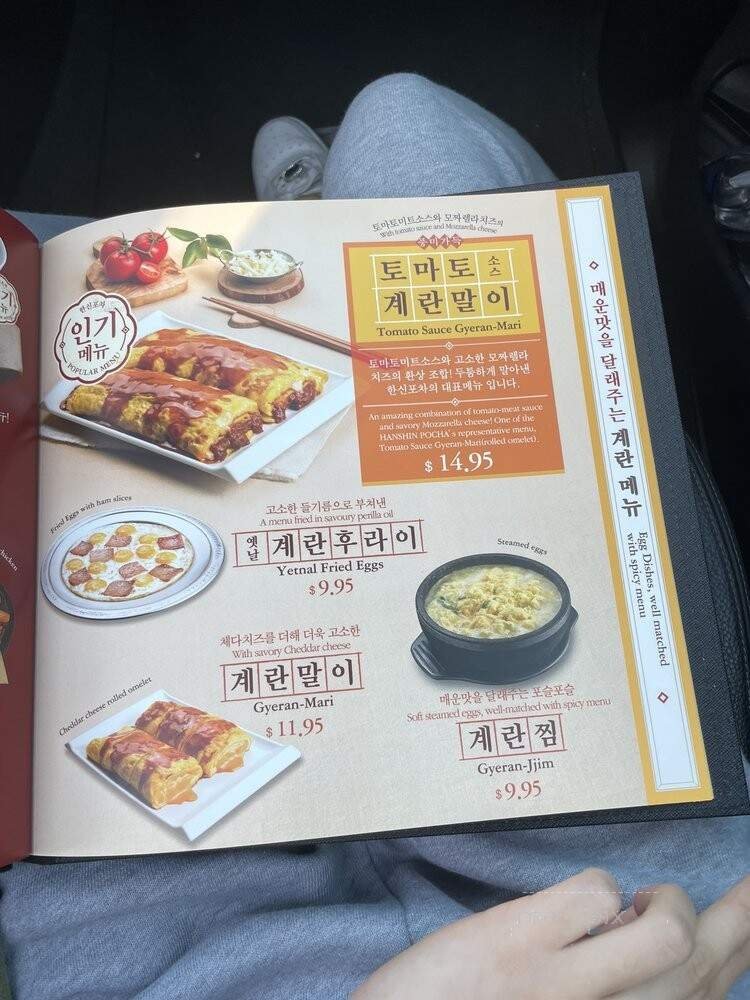 토마토미트소스와 모짜렐라치즈의
With tomato sauce and Mozzarella cheese
풍미가득
토마토 소스
계란말이
Tomato Sauce Gyeran-Mari
토마토미트소스와 고소한 모짜렐라
치즈의 환상 조합! 두툼하게 말아낸
한신포차의 대표메뉴 입니다.
An amazing combination of tomato-meat sauce
and savory Mozzarella cheese! One of the
HANSHIN POCHA's representative menu,
Tomato Sauce Gyeran-Mari(rolled omelet).
$ 14.95
한신포차
인기
메뉴
POPULAR MENU
Fried Eggs with ham slices
고소한 들기름으로 부쳐낸
A menu fried in savoury perilla oil
옛날 계란후라이
Yetnal Fried Eggs
$ 9.95
체다치즈를 더해 더욱 고소한
With savory Cheddar cheese
계란말이
Gyeran-Mari
$ 11.95
Cheddar cheese rolled omelet
Steamed eggs
매운맛을 달래주는 포슬포슬
Soft steamed eggs, well-matched with spicy menu
계란찜
Gyeran-Jjim
$ 9.95
매운맛을 달래주는 계란 메뉴
Egg Dishes, well matched
with spicy menu
chicken